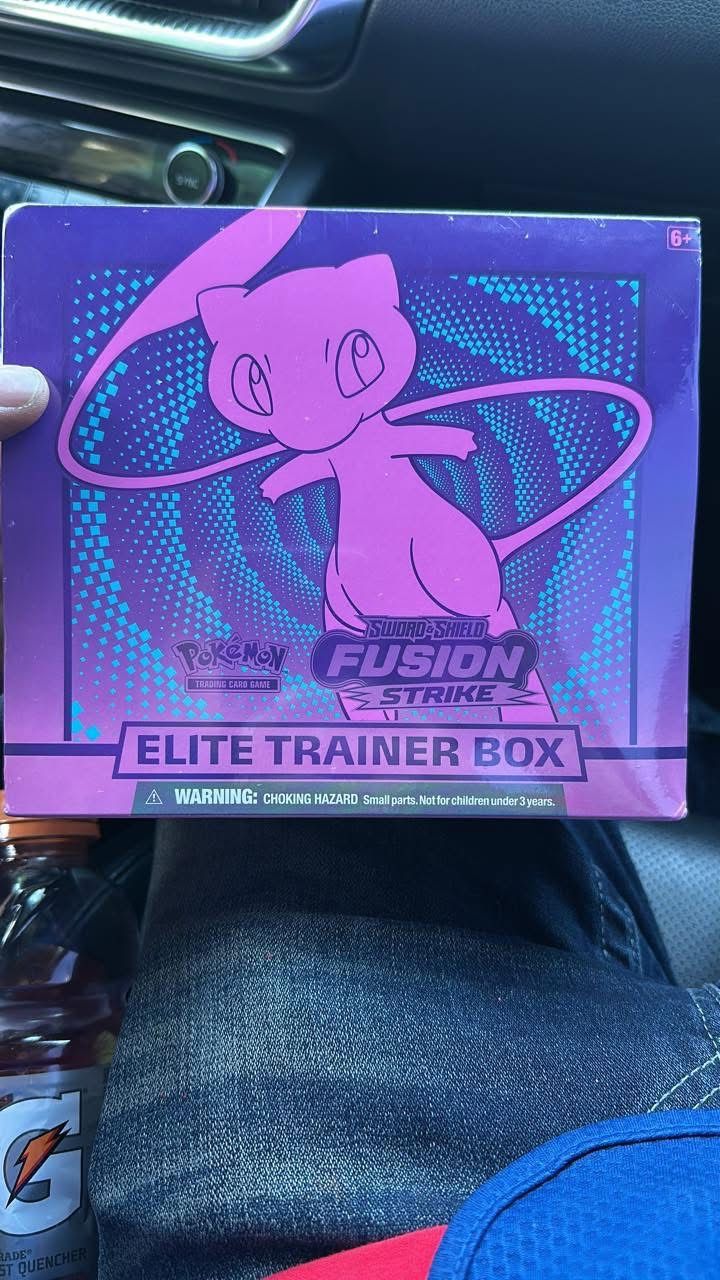 SYNC
6+
POKéMON
TRADING CARD GAME
SWORD & SHIELD
FUSION
STRIKE
ELITE TRAINER BOX
⚠ WARNING: CHOKING HAZARD Small parts. Not for children under 3 years.
G
RADE®
ST QUENCHER